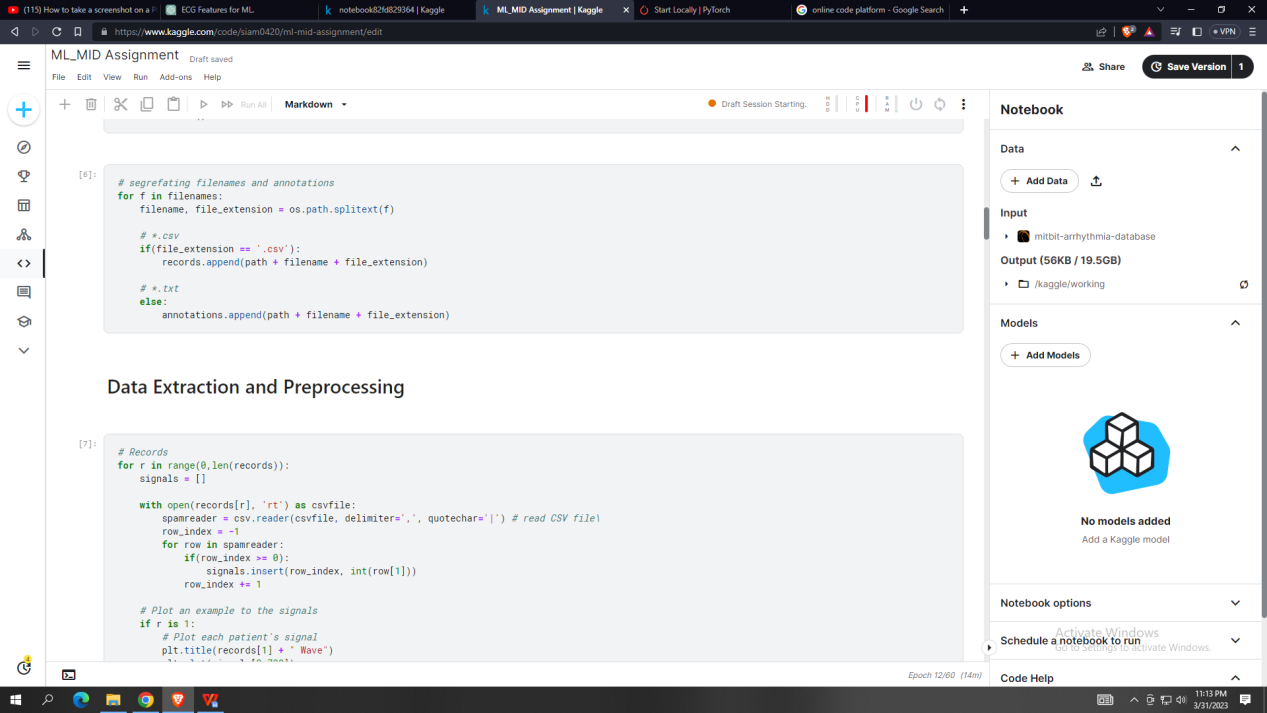 (115) How to take a screenshot on a P
ECG Features for ML.
notebook82fd829364 | Kaggle
ML_MID Assignment | Kaggle
Start Locally | PyTorch
online code platform - Google Search
https://www.kaggle.com/code/siam0420/ml-mid-assignment/edit
VPN
ML_MID Assignment
Draft saved
File Edit View Run Add-ons Help
Share
Save Version 1
Run All
Markdown
Draft Session Starting.
HDD
CPU
RAM
[6]:
# segrefating filenames and annotations
for f in filenames:
    filename, file_extension = os.path.splitext(f)
    # *.csv
    if(file_extension == '.csv'):
        records.append(path + filename + file_extension)
    # *.txt
    else:
        annotations.append(path + filename + file_extension)
Data Extraction and Preprocessing
[7]:
# Records
for r in range(0,len(records)):
    signals = []
    with open(records[r], 'rt') as csvfile:
        spamreader = csv.reader(csvfile, delimiter=',', quotechar='|') # read CSV file\
        row_index = -1
        for row in spamreader:
            if(row_index >= 0):
                signals.insert(row_index, int(row[1]))
            row_index += 1
    # Plot an example to the signals
    if r is 1:
        # Plot each patient's signal
        plt.title(records[1] + " Wave")
Epoch 12/60 (14m)
Notebook
Data
+ Add Data
Input
mitbit-arrhythmia-database
Output (56KB / 19.5GB)
/kaggle/working
Models
+ Add Models
No models added
Add a Kaggle model
Notebook options
Activate Windows
Schedule a notebook to run
Go to Settings to activate Windows.
Code Help
11:13 PM
3/31/2023